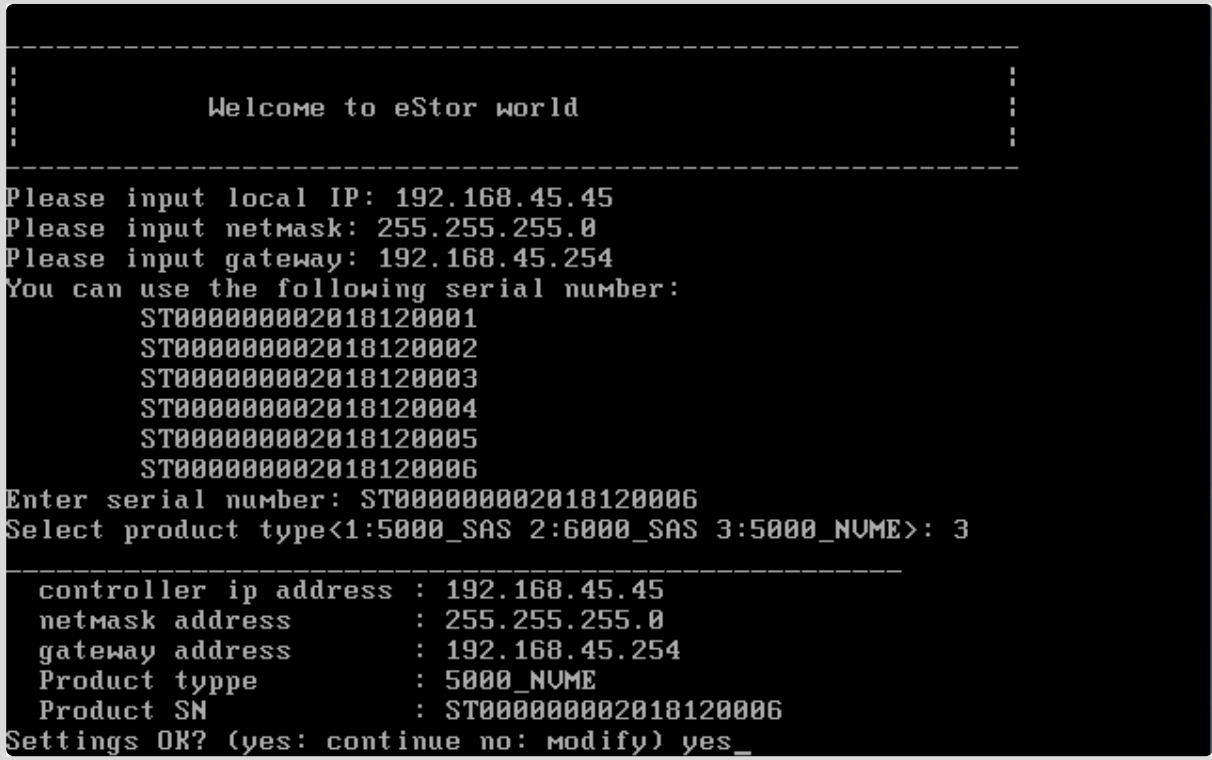 Welcome to eStor world
Please input local IP: 192.168.45.45
Please input netmask: 255.255.255.0
Please input gateway: 192.168.45.254
You can use the following serial number:
ST000000002018120001
ST000000002018120002
ST000000002018120003
ST000000002018120004
ST000000002018120005
ST000000002018120006
Enter serial number: ST000000002018120006
Select product type<1:5000_SAS 2:6000_SAS 3:5000_NVME>: 3
controller ip address : 192.168.45.45
netmask address : 255.255.255.0
gateway address : 192.168.45.254
Product typpe : 5000_NVME
Product SN : ST000000002018120006
Settings OK? (yes: continue no: modify) yes_